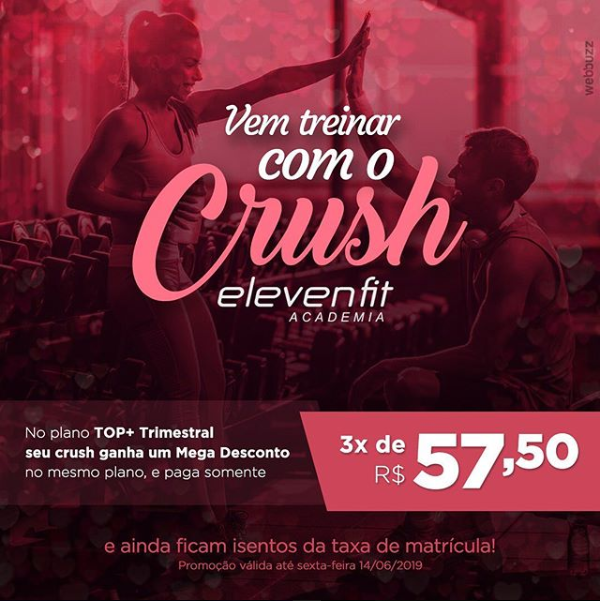 webbuzz
Vem treinar
com o
Crush
elevenfit
ACADEMIA
No plano TOP+ Trimestral
seu crush ganha um Mega Desconto
no mesmo plano, e paga somente
3x de
R$ 57,50
e ainda ficam isentos da taxa de matrícula!
Promoção válida até sexta-feira 14/06/2019